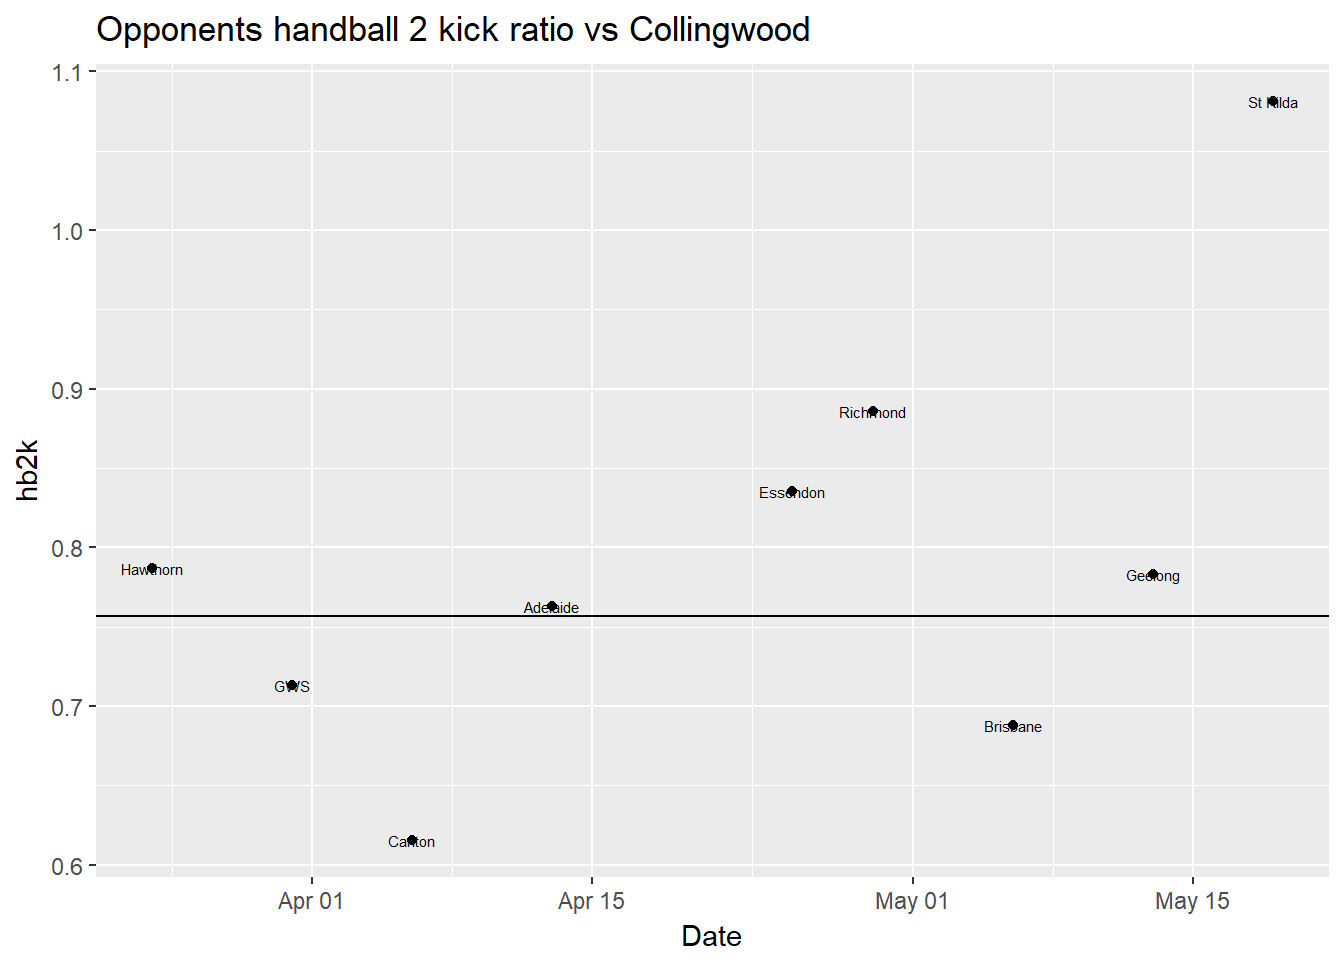 Opponents handball 2 kick ratio vs Collingwood
1.1
St Kilda
1.0
0.9
Richmond
Essendon
0.8
Hawthorn
Geelong
Adelaide
0.7
GWS
Brisbane
Carlton
0.6
hb2k
Apr 01
Apr 15
May 01
May 15
Date